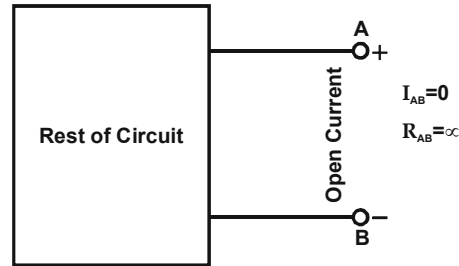 A
+
I_AB=0
R_AB=∝
Rest of Circuit
Open Current
−
B